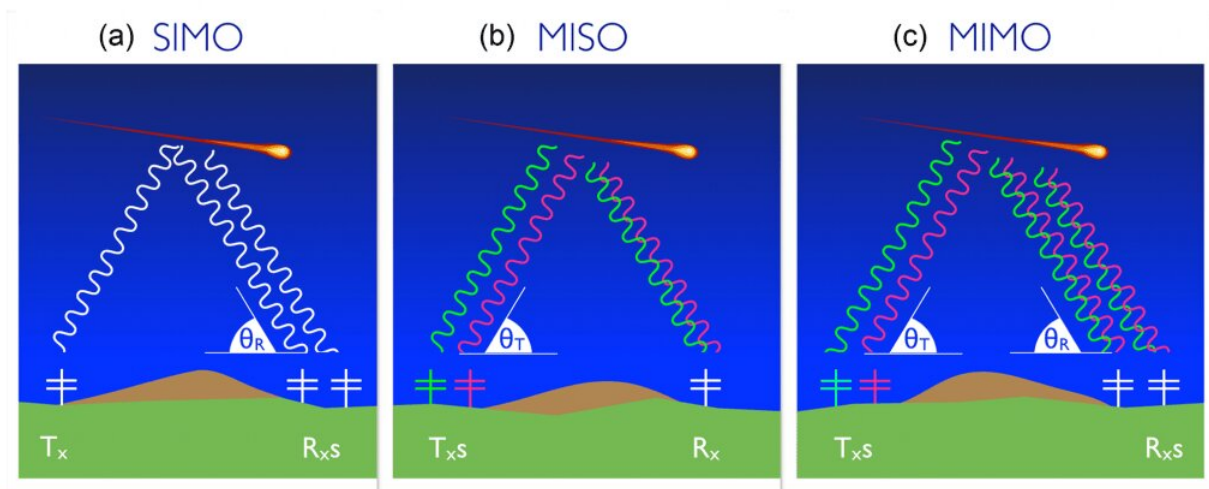 (a) SIMO
(b) MISO
(c) MIMO
θR
θT
θT
θR
Tx
Rxs
Txs
Rx
Txs
Rxs